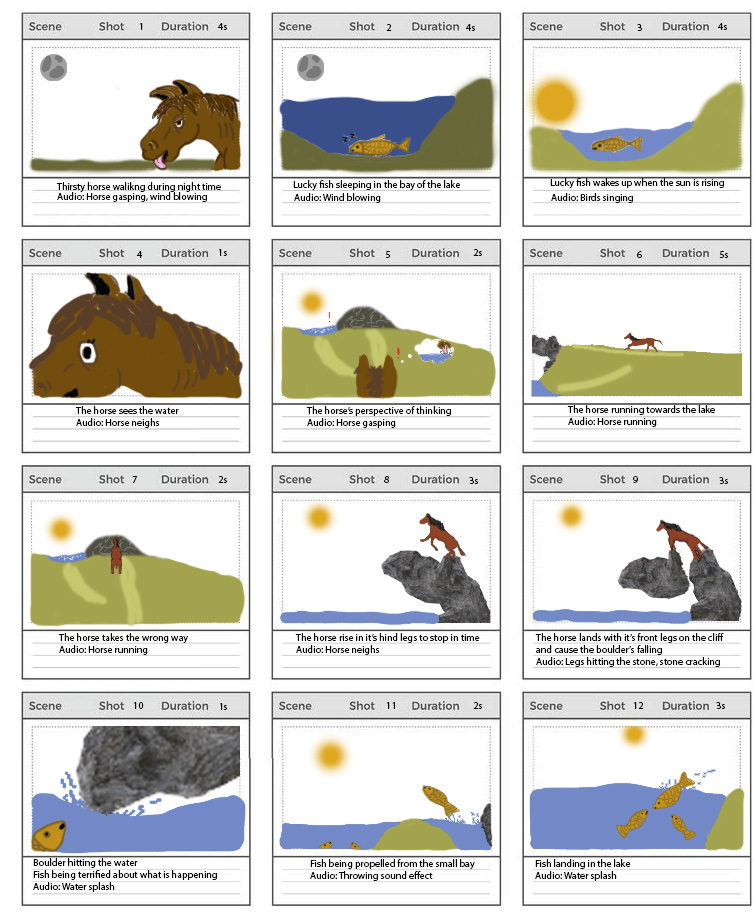 Scene Shot 1 Duration 4s
Thirsty horse walikng during night time
Audio: Horse gasping, wind blowing
Scene Shot 2 Duration 4s
z z z
Lucky fish sleeping in the bay of the lake
Audio: Wind blowing
Scene Shot 3 Duration 4s
Lucky fish wakes up when the sun is rising
Audio: Birds singing
Scene Shot 4 Duration 1s
The horse sees the water
Audio: Horse neighs
Scene Shot 5 Duration 2s
! !
The horse's perspective of thinking
Audio: Horse gasping
Scene Shot 6 Duration 5s
The horse running towards the lake
Audio: Horse running
Scene Shot 7 Duration 2s
The horse takes the wrong way
Audio: Horse running
Scene Shot 8 Duration 3s
The horse rise in it's hind legs to stop in time
Audio: Horse neighs
Scene Shot 9 Duration 3s
The horse lands with it's front legs on the cliff
and cause the boulder's falling
Audio: Legs hitting the stone, stone cracking
Scene Shot 10 Duration 1s
Boulder hitting the water
Fish being terrified about what is happening
Audio: Water splash
Scene Shot 11 Duration 2s
Fish being propelled from the small bay
Audio: Throwing sound effect
Scene Shot 12 Duration 3s
Fish landing in the lake
Audio: Water splash